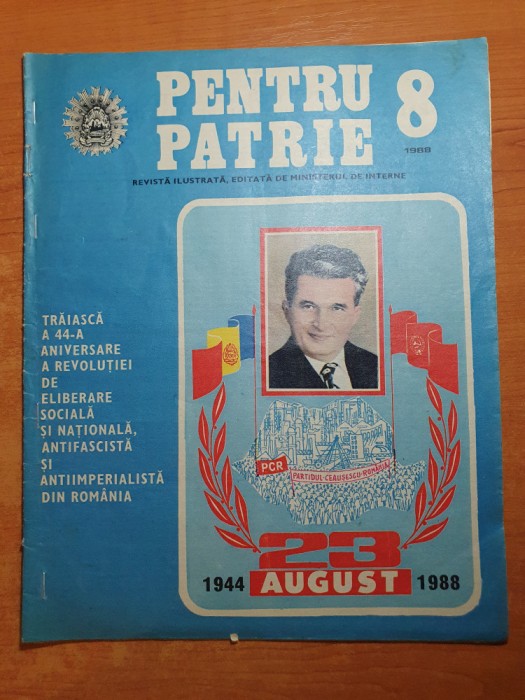 PENTRU
PATRIE
8
1988
REVISTĂ ILUSTRATĂ, EDITATĂ DE MINISTERUL DE INTERNE
TRĂIASCĂ
A 44-A
ANIVERSARE
A REVOLUȚIEI
DE
ELIBERARE
SOCIALĂ
ȘI NAȚIONALĂ,
ANTIFASCISTĂ
ȘI
ANTIIMPERIALISTĂ
DIN ROMÂNIA
PCR
PARTIDUL-CEAUȘESCU-ROMÂNIA
23
1944 AUGUST 1988